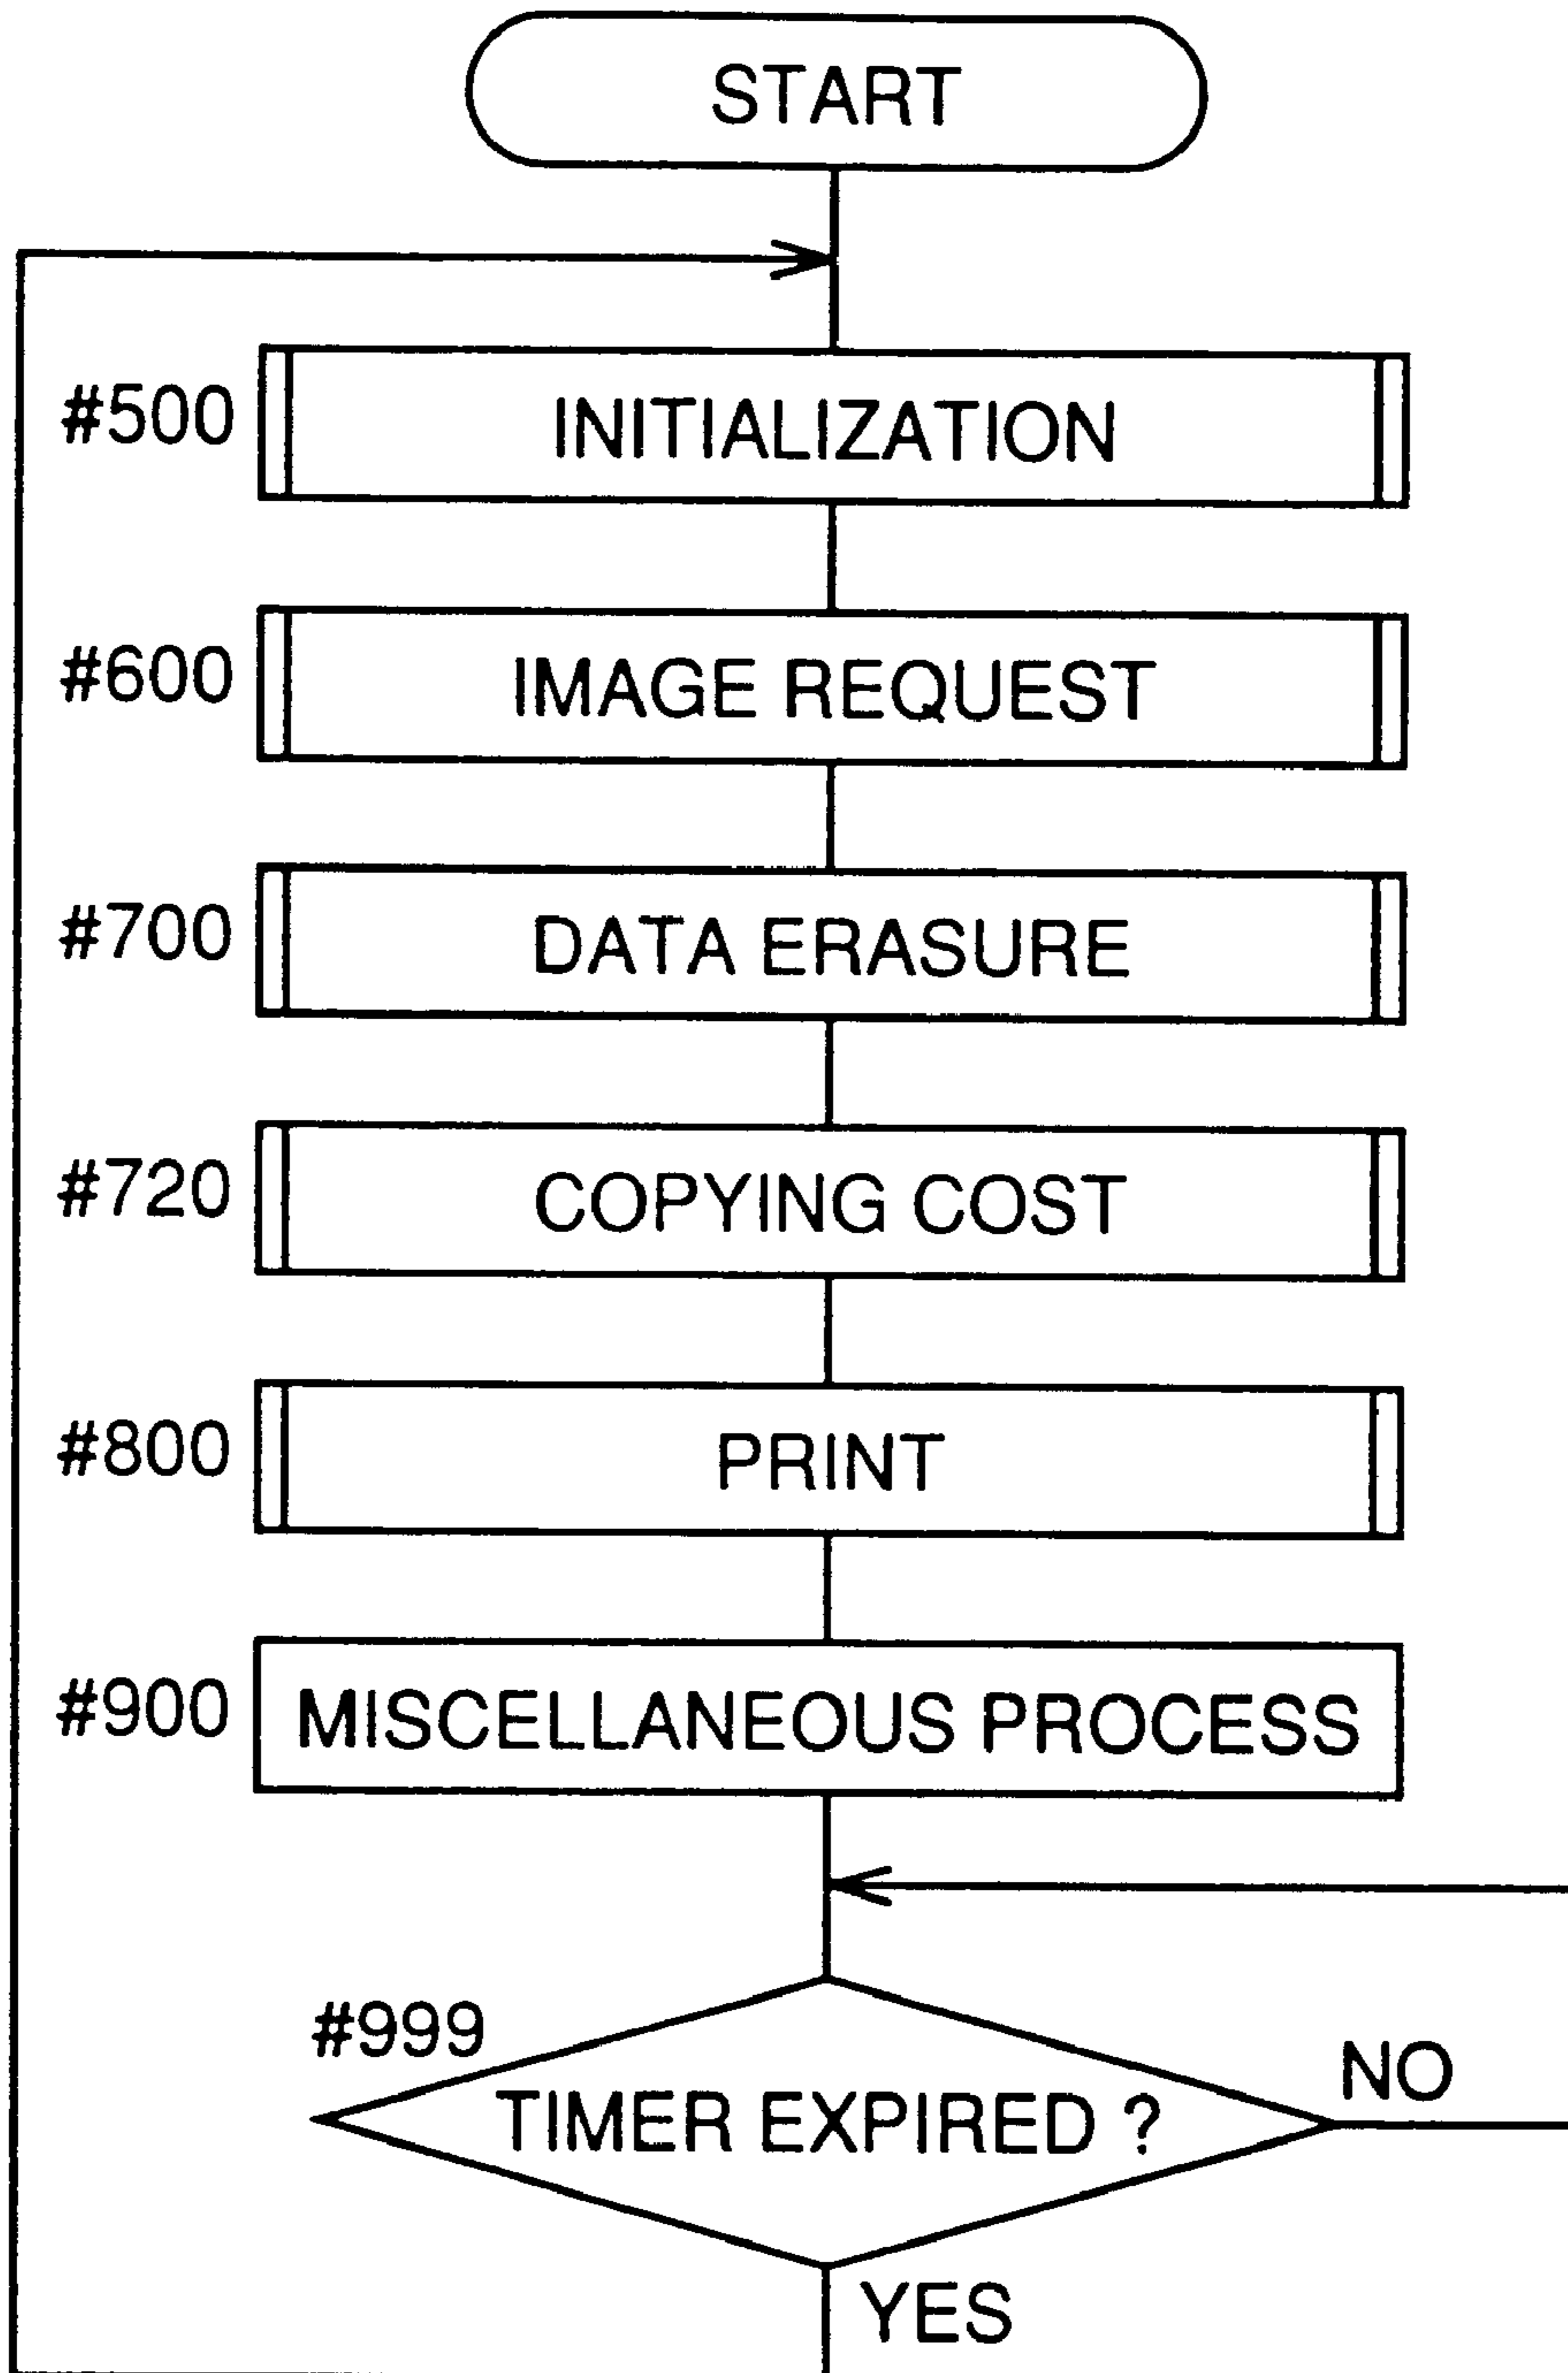 START
#500 INITIALIZATION
#600 IMAGE REQUEST
#700 DATA ERASURE
#720 COPYING COST
#800 PRINT
#900 MISCELLANEOUS PROCESS
#999
NO
TIMER EXPIRED ?
YES